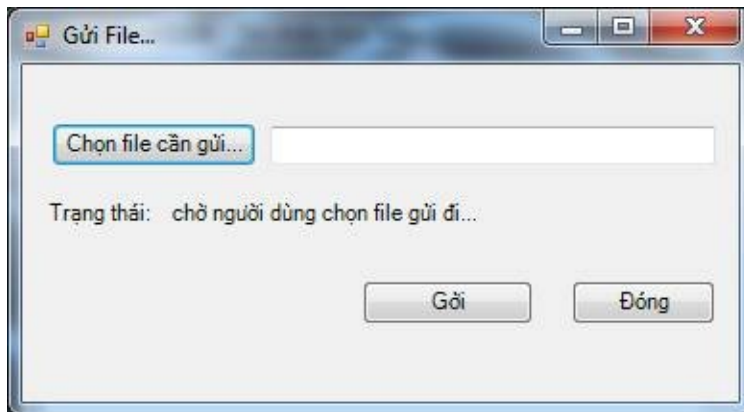 Gửi File...
Chọn file cần gửi...
Trạng thái: chờ người dùng chọn file gửi đi...
Gởi Đóng